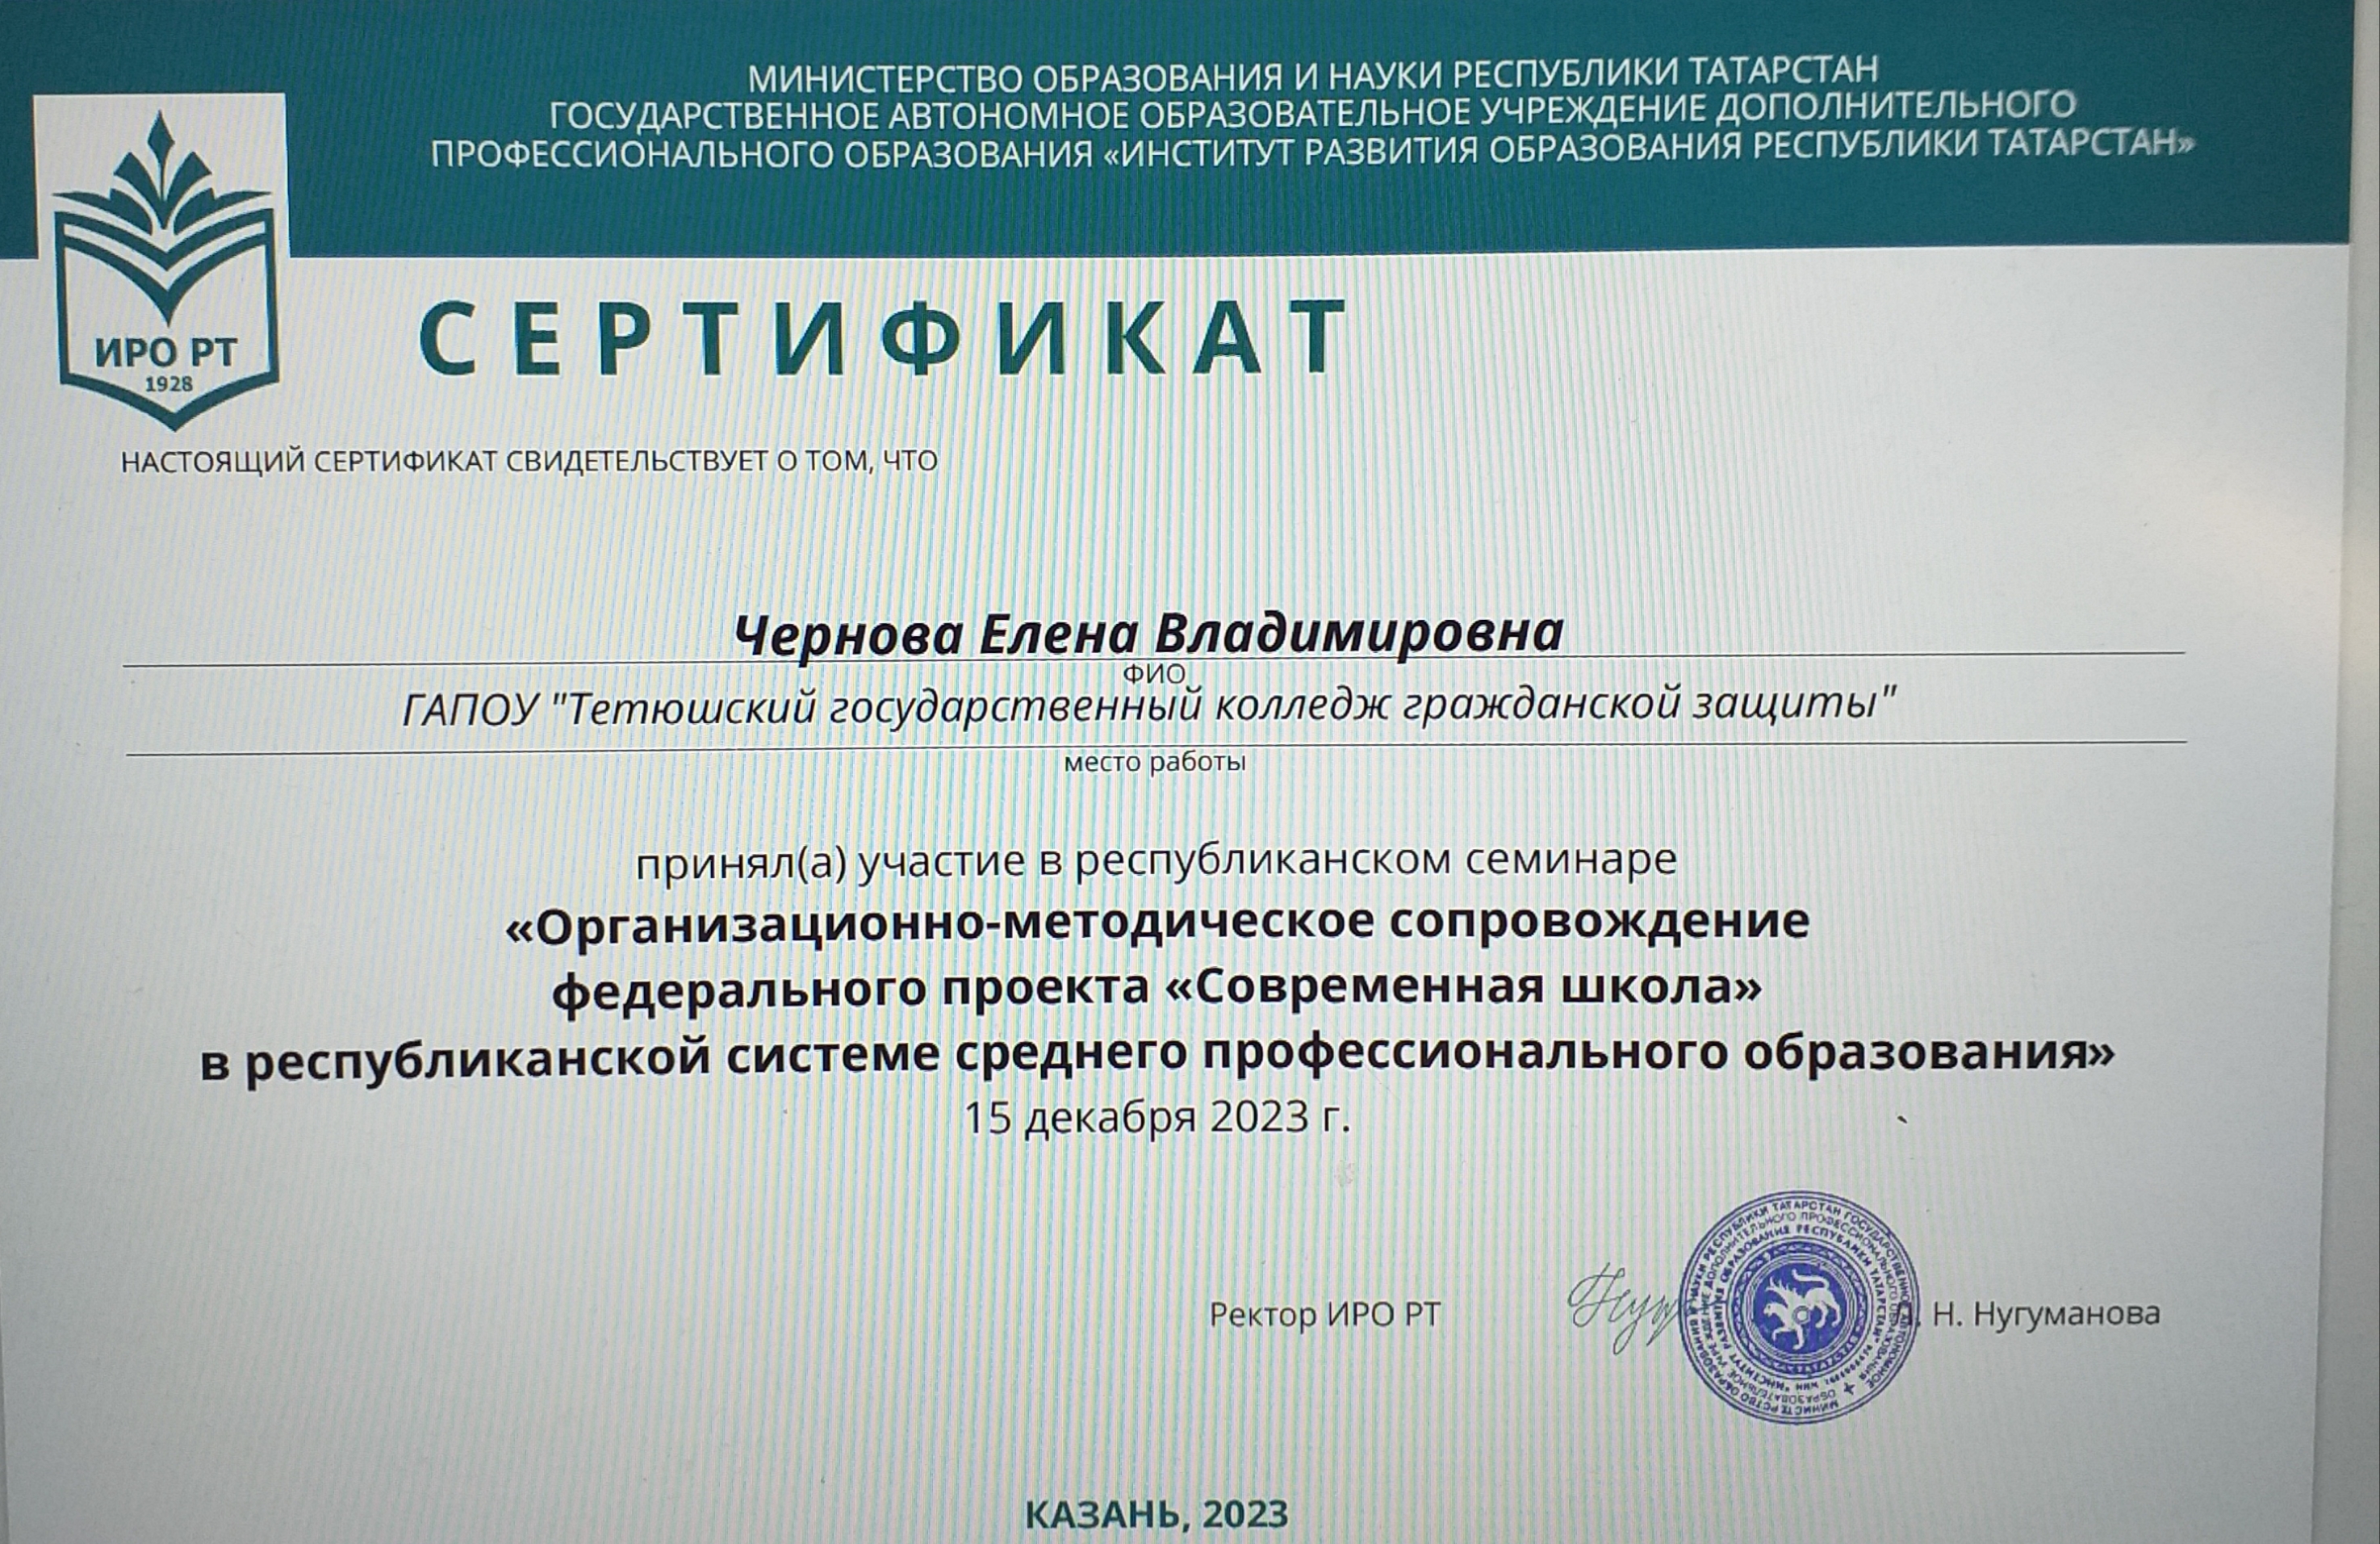 МИНИСТЕРСТВО ОБРАЗОВАНИЯ И НАУКИ РЕСПУБЛИКИ ТАТАРСТАН
ГОСУДАРСТВЕННОЕ АВТОНОМНОЕ ОБРАЗОВАТЕЛЬНОЕ УЧРЕЖДЕНИЕ ДОПОЛНИТЕЛЬНОГО
ПРОФЕССИОНАЛЬНОГО ОБРАЗОВАНИЯ «ИНСТИТУТ РАЗВИТИЯ ОБРАЗОВАНИЯ РЕСПУБЛИКИ ТАТАРСТАН»
ИРО РТ
1928
СЕРТИФИКАТ
НАСТОЯЩИЙ СЕРТИФИКАТ СВИДЕТЕЛЬСТВУЕТ О ТОМ, ЧТО
Чернова Елена Владимировна
ФИО
ГАПОУ "Тетюшский государственный колледж гражданской защиты"
место работы
принял(а) участие в республиканском семинаре
«Организационно-методическое сопровождение
федерального проекта «Современная школа»
в республиканской системе среднего профессионального образования»
15 декабря 2023 г.
Ректор ИРО РТ
Н. Нугуманова
КАЗАНЬ, 2023